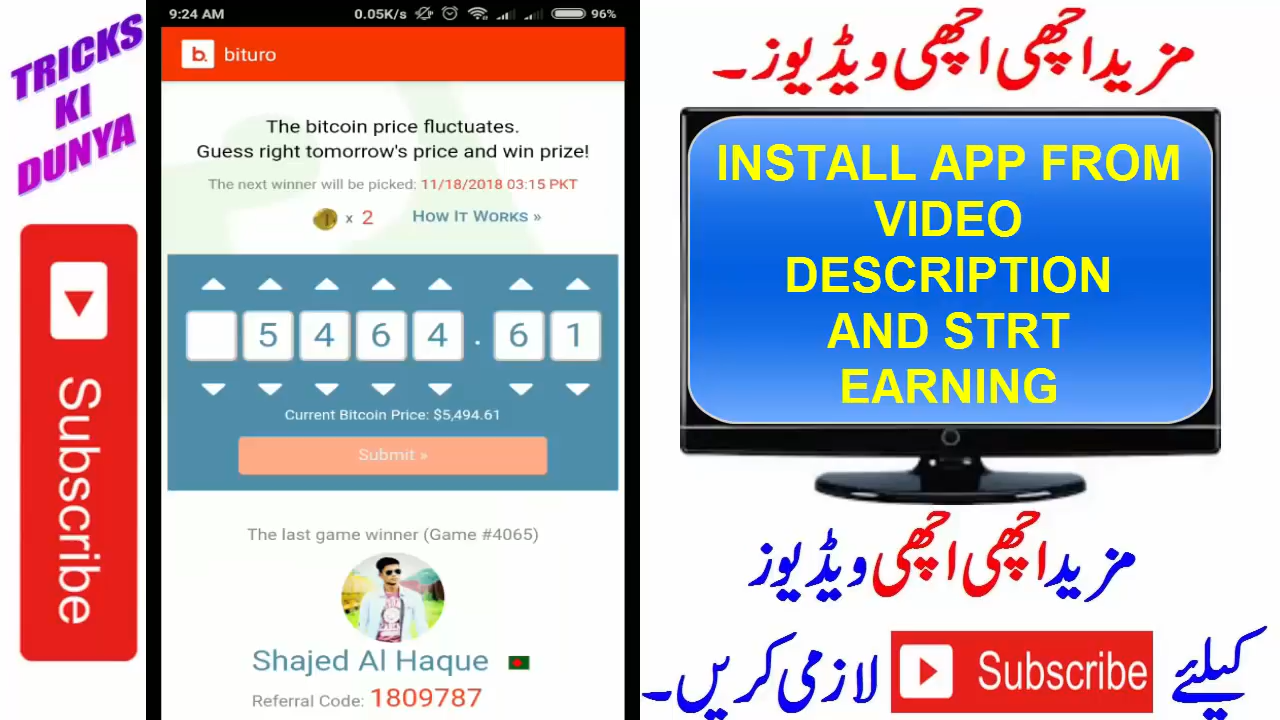 TRICKS
KI
DUNYA
Subscribe
9:24 AM
0.05K/s
96%
b.
bituro
The bitcoin price fluctuates.
Guess right tomorrow's price and win prize!
The next winner will be picked: 11/18/2018 03:15 PKT
x 2
How It Works »
5 4 6 4 . 6 1
Current Bitcoin Price: $5,494.61
Submit »
The last game winner (Game #4065)
Shajed Al Haque
Referral Code: 1809787
مزید اچھی اچھی ویڈیوز۔
INSTALL APP FROM
VIDEO
DESCRIPTION
AND STRT
EARNING
مزید اچھی اچھی ویڈیوز
کیلئے Subscribe لازمی کریں۔